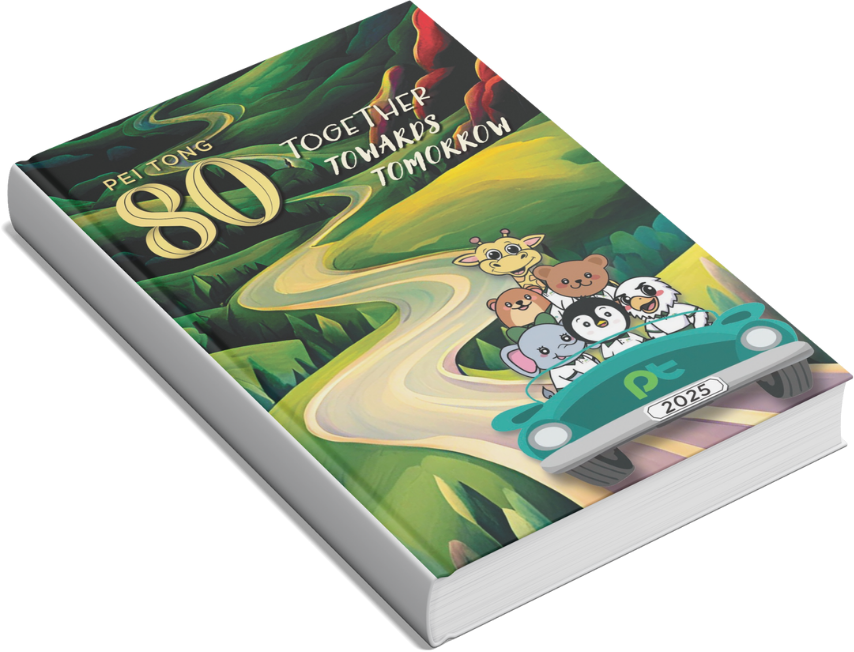 PEI TONG
80
TOGETHER
TOWARDS
TOMORROW
pt
2025